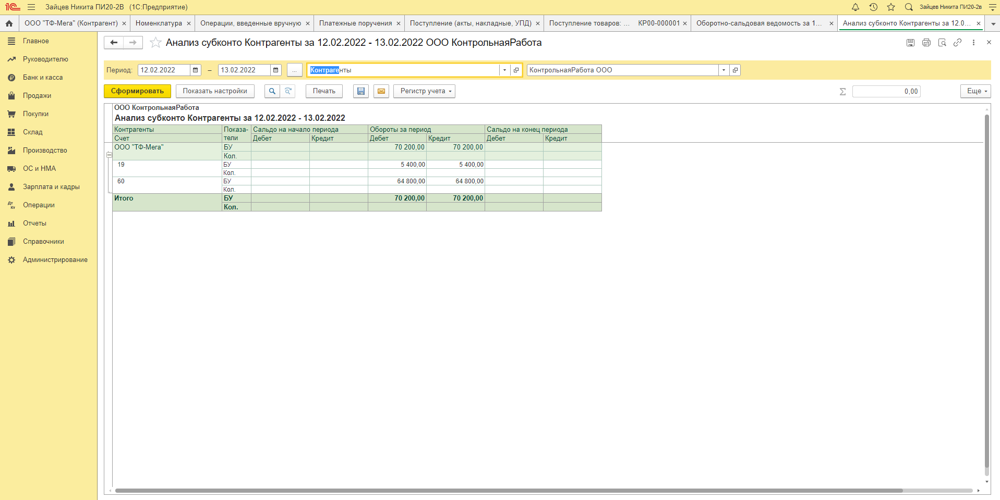 Зайцев Никита ПИ20-2В (1С:Предприятие)
Зайцев Никита ПИ20-2в
ООО "ТФ-Мега" (Контрагент) ×
Номенклатура ×
Операции, введенные вручную ×
Платежные поручения ×
Поступление (акты, накладные, УПД) ×
Поступление товаров: ... КР00-000001 ×
Оборотно-сальдовая ведомость за 1... ×
Анализ субконто Контрагенты за 12.0... ×
Главное
Руководителю
Банк и касса
Продажи
Покупки
Склад
Производство
ОС и НМА
Зарплата и кадры
Операции
Отчеты
Справочники
Администрирование
Анализ субконто Контрагенты за 12.02.2022 - 13.02.2022 ООО КонтрольнаяРабота
Период: 12.02.2022 – 13.02.2022 ... Контрагенты КонтрольнаяРабота ООО
Сформировать Показать настройки Печать Регистр учета Σ 0,00 Еще
ООО КонтрольнаяРабота
Анализ субконто Контрагенты за 12.02.2022 - 13.02.2022
Контрагенты Показа- Сальдо на начало периода Обороты за период Сальдо на конец периода
Счет тели Дебет Кредит Дебет Кредит Дебет Кредит
ООО "ТФ-Мега" БУ 70 200,00 70 200,00
Кол.
19 БУ 5 400,00 5 400,00
Кол.
60 БУ 64 800,00 64 800,00
Кол.
Итого БУ 70 200,00 70 200,00
Кол.